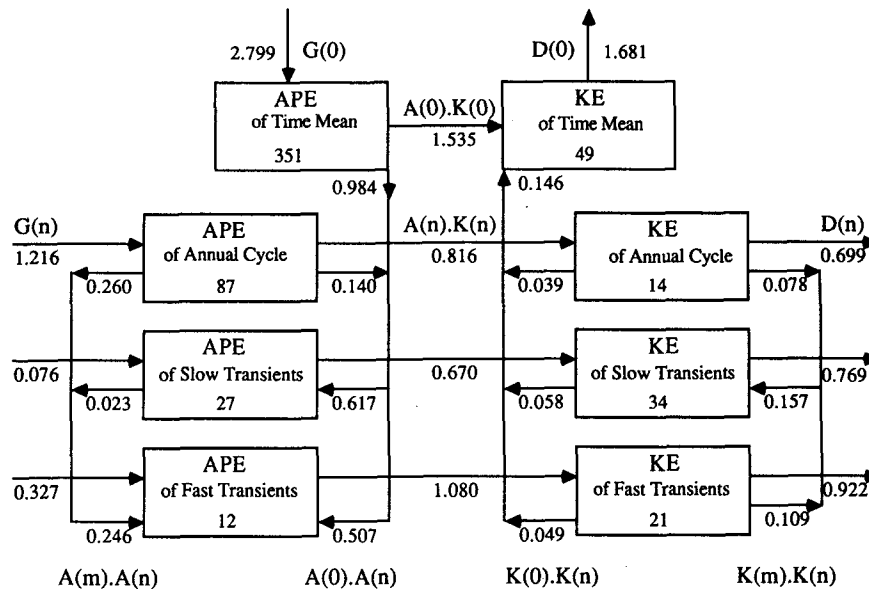 2.799 G(0) D(0) 1.681
APE KE
of Time Mean A(0).K(0) of Time Mean
351 1.535 49
0.984 0.146
G(n) APE A(n).K(n) KE D(n)
1.216 of Annual Cycle 0.816 of Annual Cycle 0.699
0.260 87 0.140 0.039 14 0.078
APE KE
0.076 of Slow Transients 0.670 of Slow Transients 0.769
0.023 27 0.617 0.058 34 0.157
APE KE
0.327 of Fast Transients 1.080 of Fast Transients 0.922
0.246 12 0.507 0.049 21 0.109
A(m).A(n) A(0).A(n) K(0).K(n) K(m).K(n)